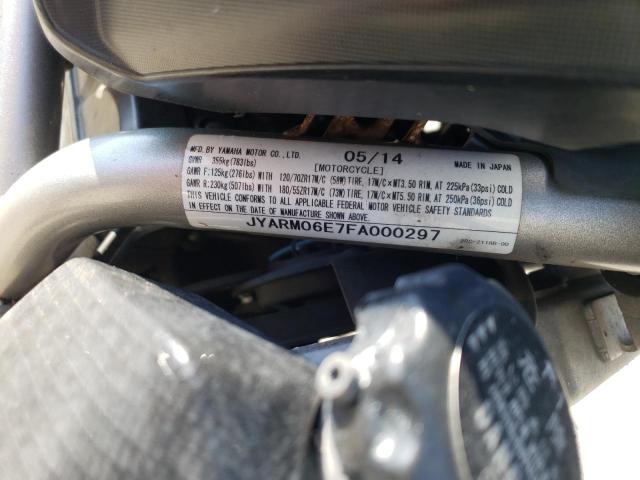 MFD. BY YAMAHA MOTOR CO., LTD. 05/14 MADE IN JAPAN
GVWR 355kg(783lbs) [MOTORCYCLE]
GAWR F:125kg(276lbs)WITH 120/70ZR17M/C (58W)TIRE, 17M/C×MT3.50 RIM, AT 225kPa(33psi)COLD
GAWR R:230kg(507lbs)WITH 180/55ZR17M/C (73W)TIRE, 17M/C×MT5.50 RIM, AT 250kPa(36psi)COLD
THIS VEHICLE CONFORMS TO ALL APPLICABLE FEDERAL MOTOR VEHICLE SAFETY STANDARDS
IN EFFECT ON THE DATE OF MANUFACTURE SHOWN ABOVE.
JYARM06E7FA000297